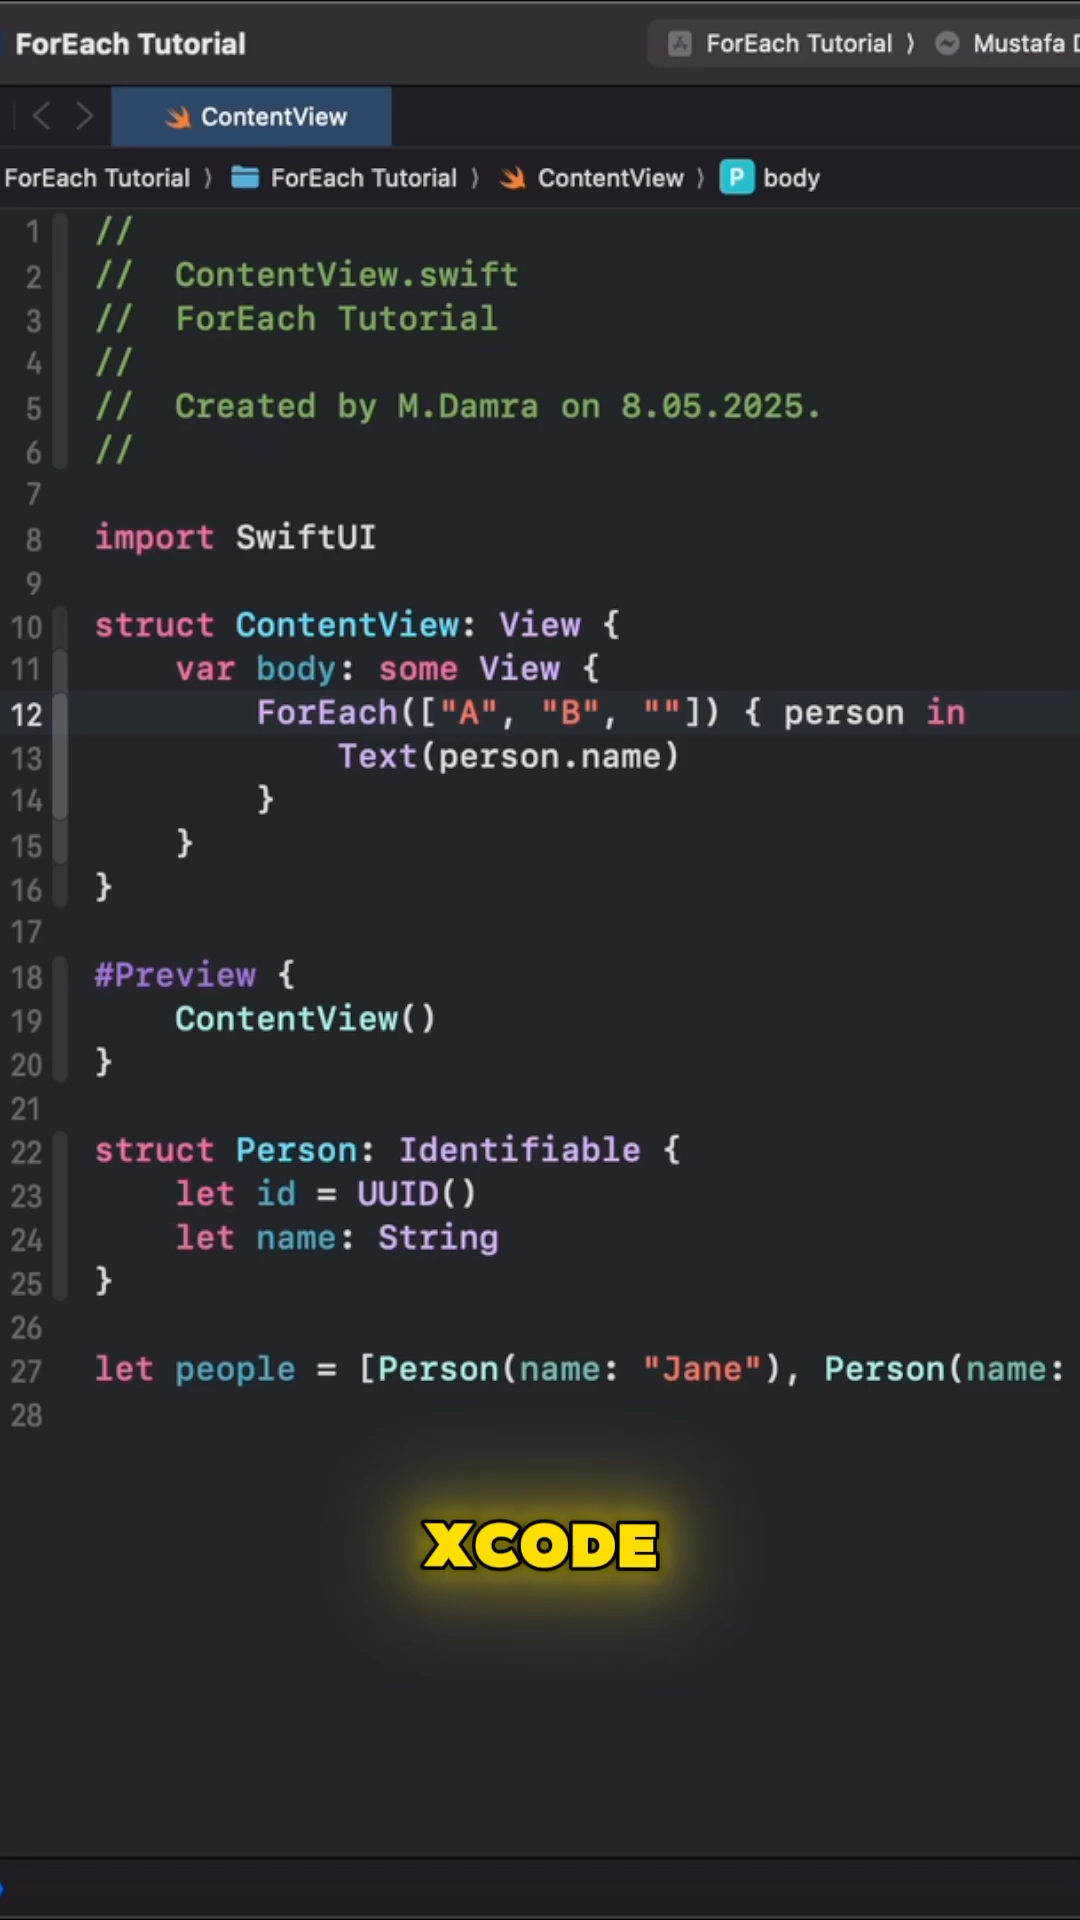 ForEach Tutorial
ForEach Tutorial ⟩ Mustafa D
ContentView
ForEach Tutorial ⟩ ForEach Tutorial ⟩ ContentView ⟩ P body
1 //
2 //  ContentView.swift
3 //  ForEach Tutorial
4 //
5 //  Created by M.Damra on 8.05.2025.
6 //
7
8 import SwiftUI
9
10 struct ContentView: View {
11     var body: some View {
12         ForEach(["A", "B", ""]) { person in
13             Text(person.name)
14         }
15     }
16 }
17
18 #Preview {
19     ContentView()
20 }
21
22 struct Person: Identifiable {
23     let id = UUID()
24     let name: String
25 }
26
27 let people = [Person(name: "Jane"), Person(name:
28
XCODE